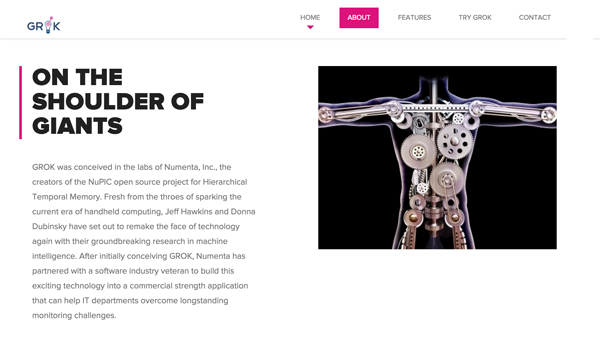 GROK
HOME
ABOUT
FEATURES
TRY GROK
CONTACT
ON THE
SHOULDER OF
GIANTS
GROK was conceived in the labs of Numenta, Inc., the
creators of the NuPIC open source project for Hierarchical
Temporal Memory. Fresh from the throes of sparking the
current era of handheld computing, Jeff Hawkins and Donna
Dubinsky have set out to remake the face of technology
again with their groundbreaking research in machine
intelligence. After initially conceiving GROK, Numenta has
partnered with a software industry veteran to build this
exciting technology into a commercial strength application
that can help IT departments overcome longstanding
monitoring challenges.